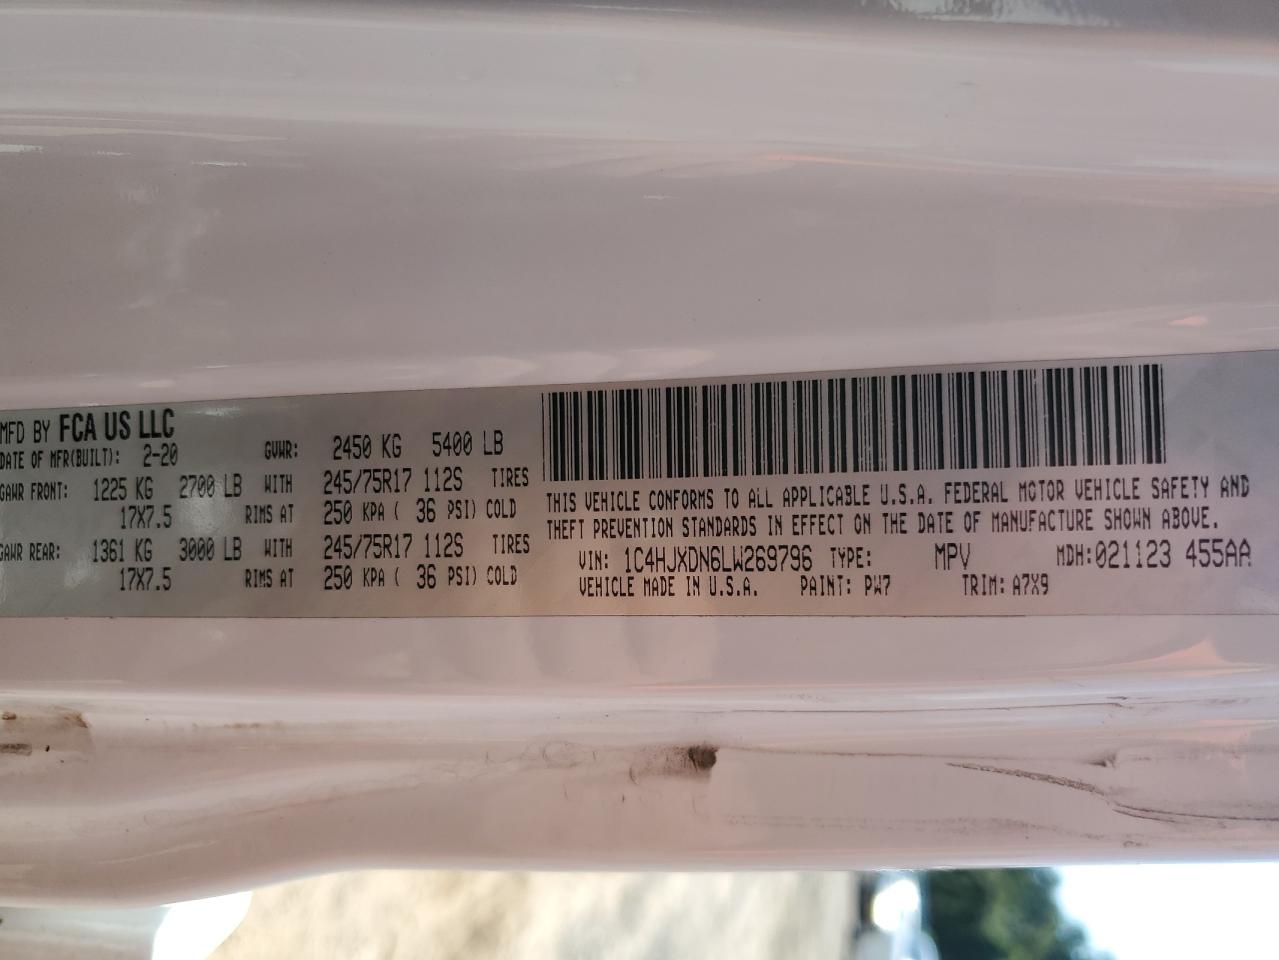 MFD BY FCA US LLC
DATE OF MFR(BUILT): 2-20 GVWR: 2450 KG 5400 LB
GAWR FRONT: 1225 KG 2700 LB WITH 245/75R17 112S TIRES
17X7.5 RIMS AT 250 KPA ( 36 PSI) COLD
GAWR REAR: 1361 KG 3000 LB WITH 245/75R17 112S TIRES
17X7.5 RIMS AT 250 KPA ( 36 PSI) COLD
THIS VEHICLE CONFORMS TO ALL APPLICABLE U.S.A. FEDERAL MOTOR VEHICLE SAFETY AND
THEFT PREVENTION STANDARDS IN EFFECT ON THE DATE OF MANUFACTURE SHOWN ABOVE.
VIN: 1C4HJXDN6LW269796 TYPE: MPV MDH:021123 455AA
VEHICLE MADE IN U.S.A. PAINT: PW7 TRIM: A7X9